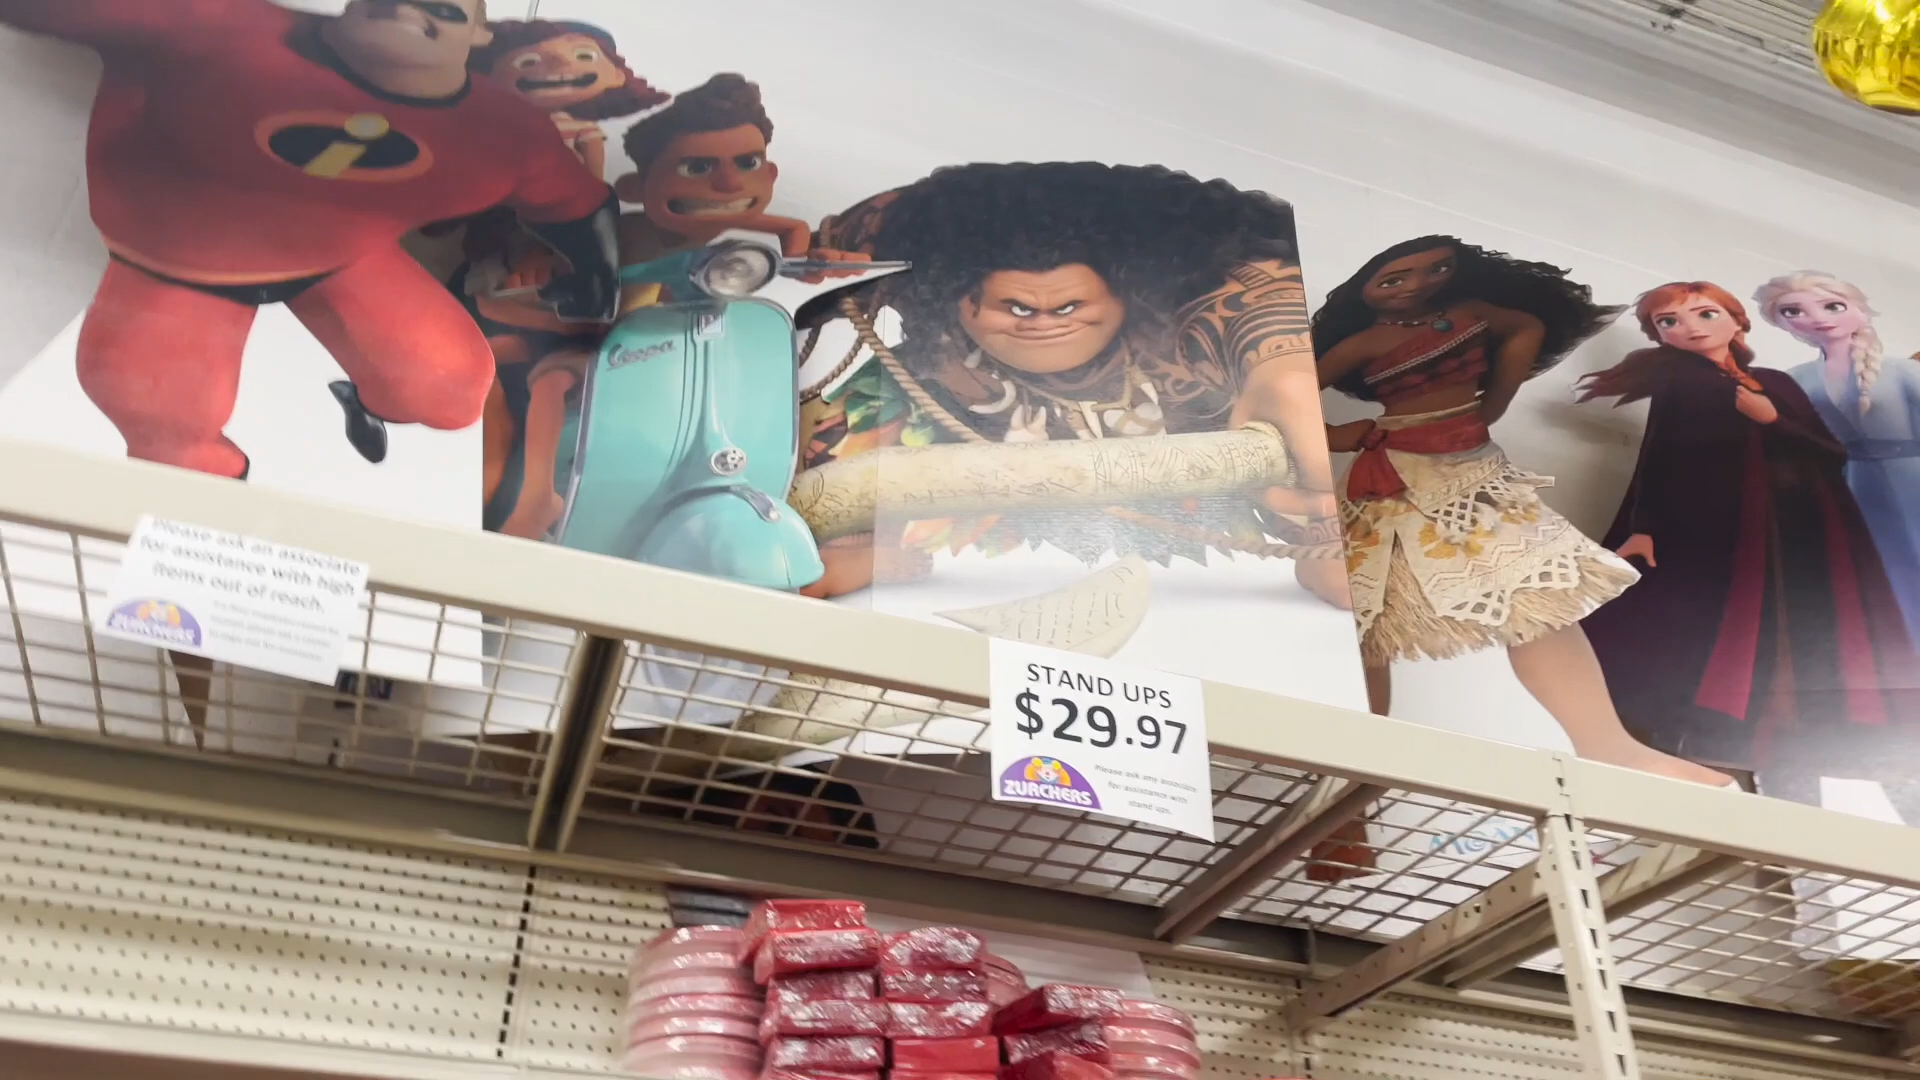 Please ask an associate
for assistance with high
items out of reach.
ZURCHERS
Vespa
STAND UPS
$29.97
ZURCHERS
Please ask any associate
for assistance with
stand ups.
MOANA